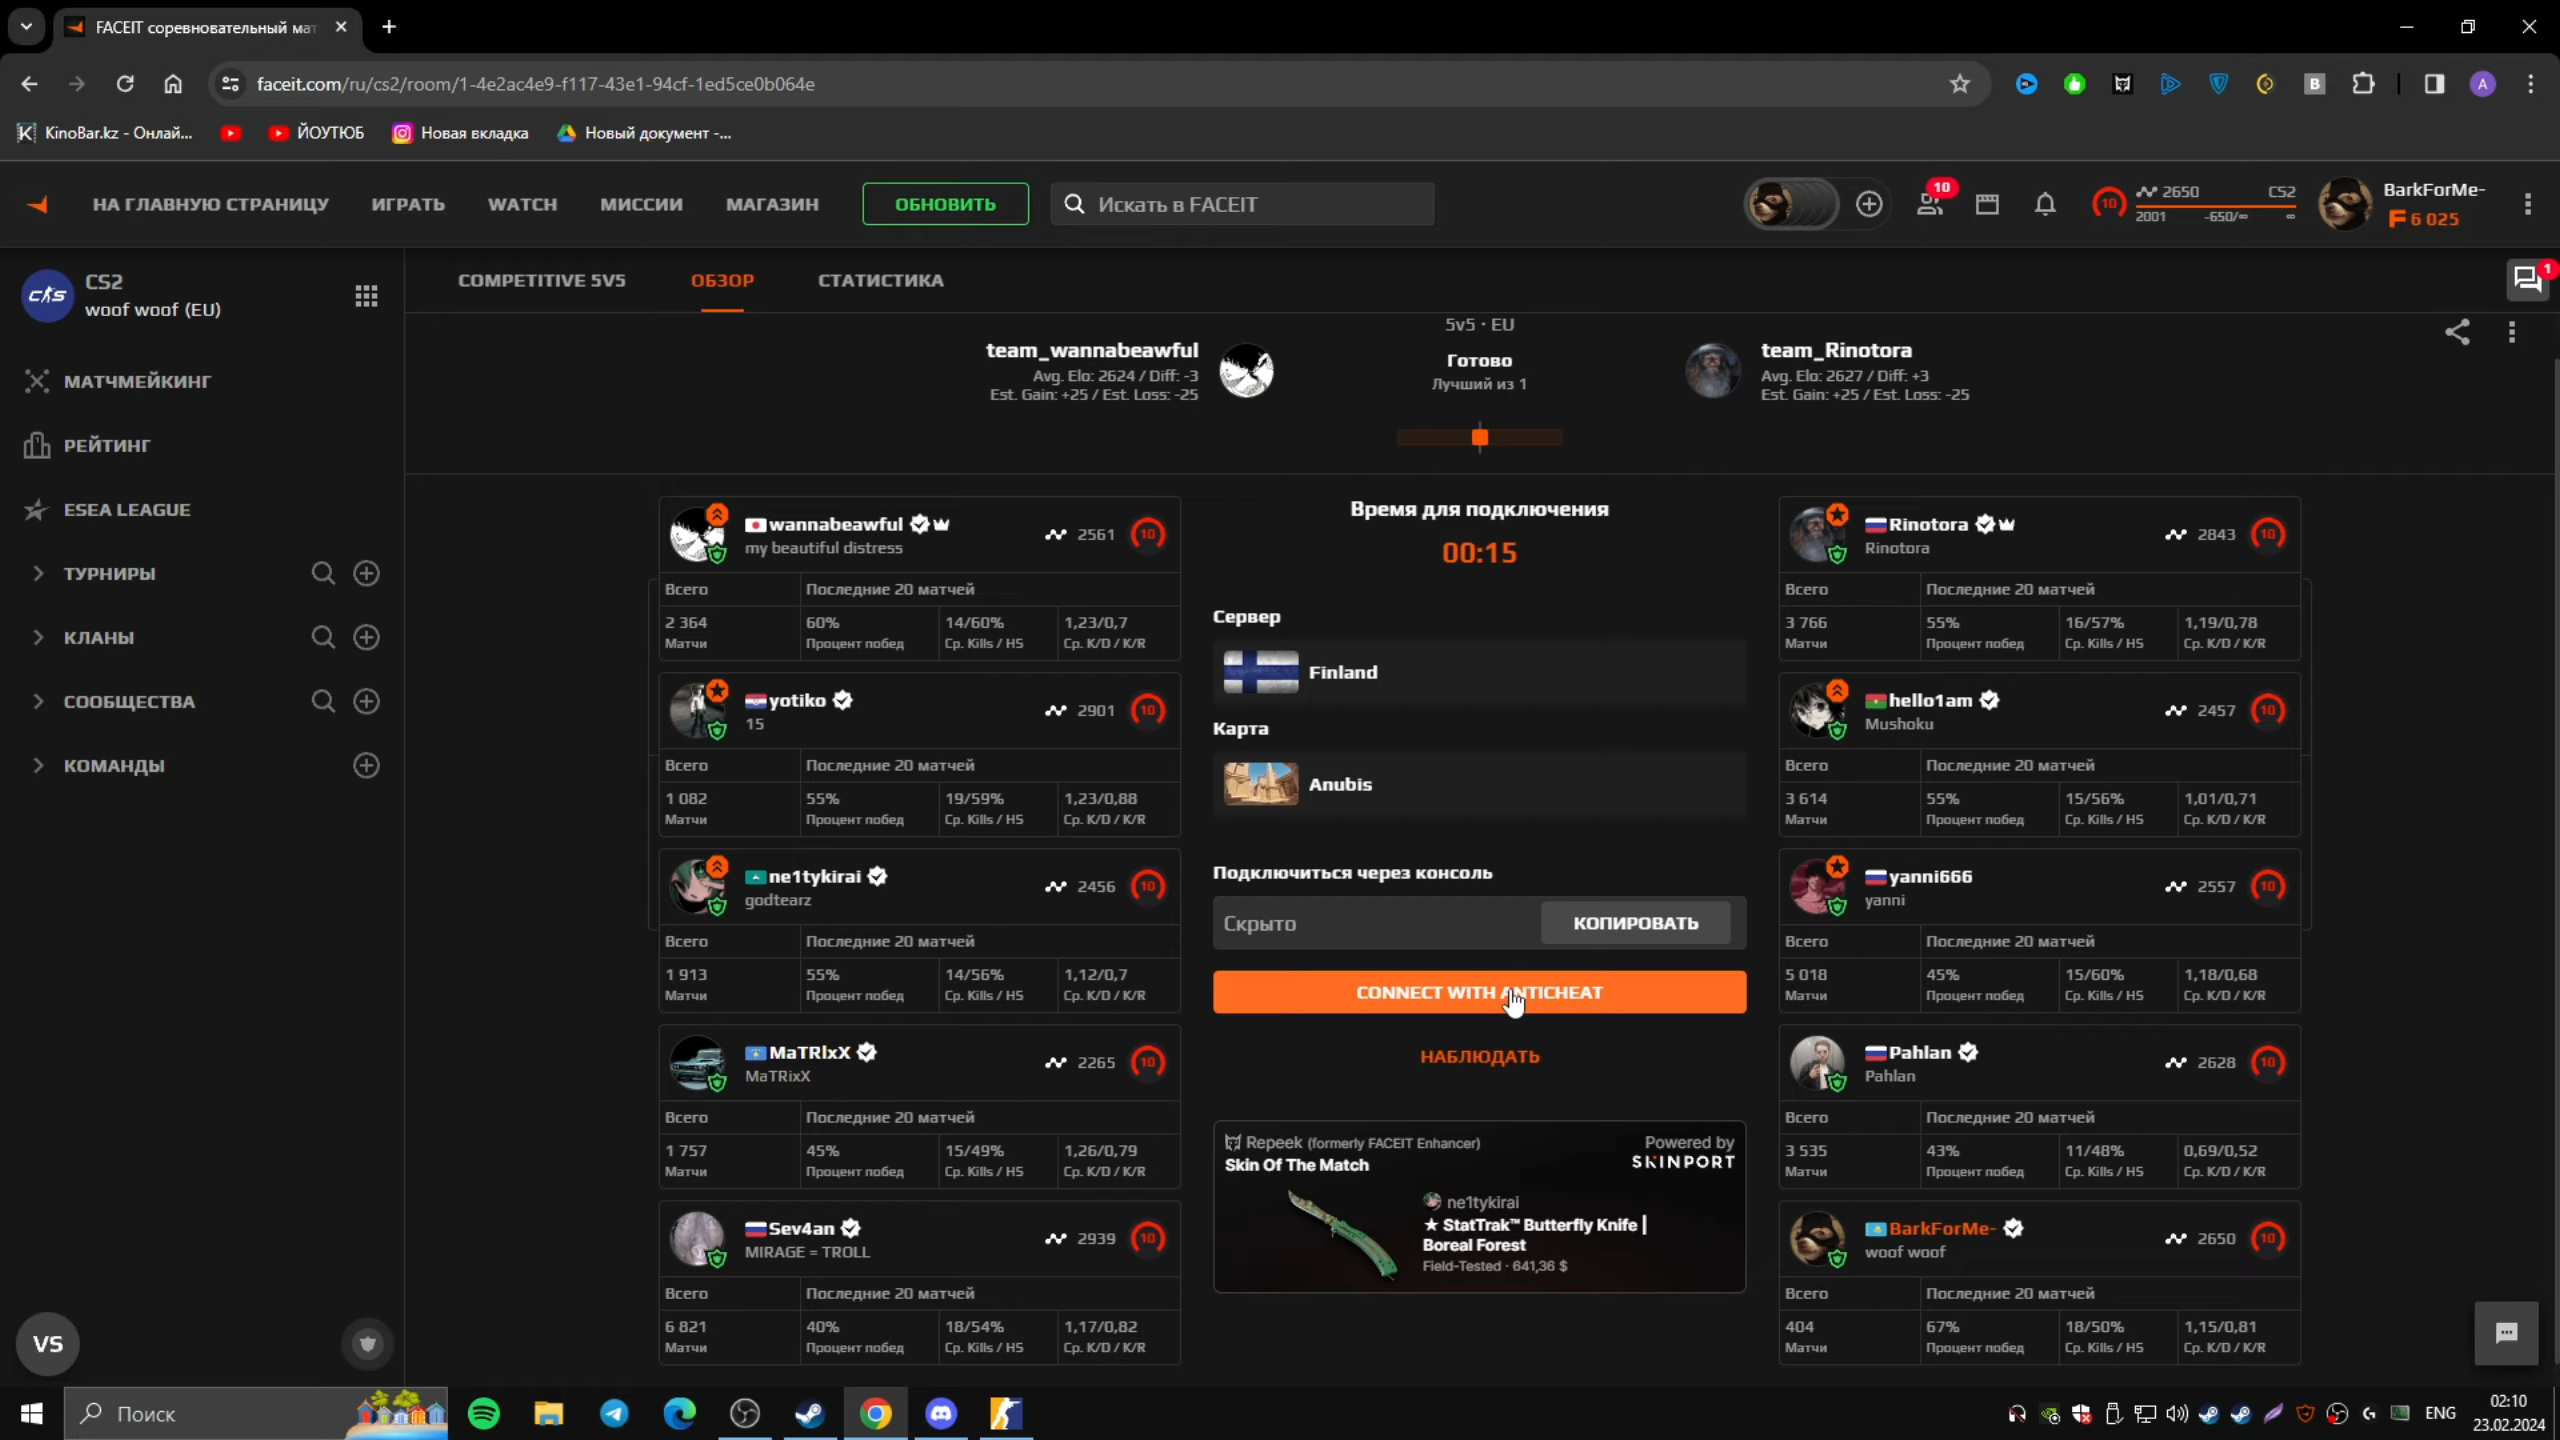 FACEIT соревновательный мат
faceit.com/ru/cs2/room/1-4e2ac4e9-f117-43e1-94cf-1ed5ce0b064e
KinoBar.kz - Онлай...
ЙОУТЮБ
Новая вкладка
Новый документ -...
НА ГЛАВНУЮ СТРАНИЦУ
ИГРАТЬ
WATCH
МИССИИ
МАГАЗИН
ОБНОВИТЬ
Искать в FACEIT
10
10
2650
CS2
2001
-650/∞
∞
BarkForMe-
6 025
CS2
woof woof (EU)
COMPETITIVE 5V5
ОБЗОР
СТАТИСТИКА
1
МАТЧМЕЙКИНГ
РЕЙТИНГ
ESEA LEAGUE
ТУРНИРЫ
КЛАНЫ
СООБЩЕСТВА
КОМАНДЫ
VS
team_wannabeawful
Avg. Elo: 2624 / Diff: -3
Est. Gain: +25 / Est. Loss: -25
5v5 · EU
Готово
Лучший из 1
team_Rinotora
Avg. Elo: 2627 / Diff: +3
Est. Gain: +25 / Est. Loss: -25
wannabeawful
my beautiful distress
2561
10
Всего
Последние 20 матчей
2 364
60%
14/60%
1,23/0,7
Матчи
Процент побед
Ср. Kills / HS
Ср. K/D / K/R
yotiko
15
2901
10
Всего
Последние 20 матчей
1 082
55%
19/59%
1,23/0,88
Матчи
Процент побед
Ср. Kills / HS
Ср. K/D / K/R
ne1tykirai
godtearz
2456
10
Всего
Последние 20 матчей
1 913
55%
14/56%
1,12/0,7
Матчи
Процент побед
Ср. Kills / HS
Ср. K/D / K/R
MaTRlxX
MaTRixX
2265
10
Всего
Последние 20 матчей
1 757
45%
15/49%
1,26/0,79
Матчи
Процент побед
Ср. Kills / HS
Ср. K/D / K/R
Sev4an
MIRAGE = TROLL
2939
10
Всего
Последние 20 матчей
6 821
40%
18/54%
1,17/0,82
Матчи
Процент побед
Ср. Kills / HS
Ср. K/D / K/R
Время для подключения
00:15
Сервер
Finland
Карта
Anubis
Подключиться через консоль
Скрыто
КОПИРОВАТЬ
CONNECT WITH ANTICHEAT
НАБЛЮДАТЬ
Repeek (formerly FACEIT Enhancer)
Skin Of The Match
Powered by
SKINPORT
ne1tykirai
★ StatTrak™ Butterfly Knife |
Boreal Forest
Field-Tested · 641,36 $
Rinotora
Rinotora
2843
10
Всего
Последние 20 матчей
3 766
55%
16/57%
1,19/0,78
Матчи
Процент побед
Ср. Kills / HS
Ср. K/D / K/R
hello1am
Mushoku
2457
10
Всего
Последние 20 матчей
3 614
55%
15/56%
1,01/0,71
Матчи
Процент побед
Ср. Kills / HS
Ср. K/D / K/R
yanni666
yanni
2557
10
Всего
Последние 20 матчей
5 018
45%
15/60%
1,18/0,68
Матчи
Процент побед
Ср. Kills / HS
Ср. K/D / K/R
Pahlan
Pahlan
2628
10
Всего
Последние 20 матчей
3 535
43%
11/48%
0,69/0,52
Матчи
Процент побед
Ср. Kills / HS
Ср. K/D / K/R
BarkForMe-
woof woof
2650
10
Всего
Последние 20 матчей
404
67%
18/50%
1,15/0,81
Матчи
Процент побед
Ср. Kills / HS
Ср. K/D / K/R
Поиск
ENG
02:10
23.02.2024